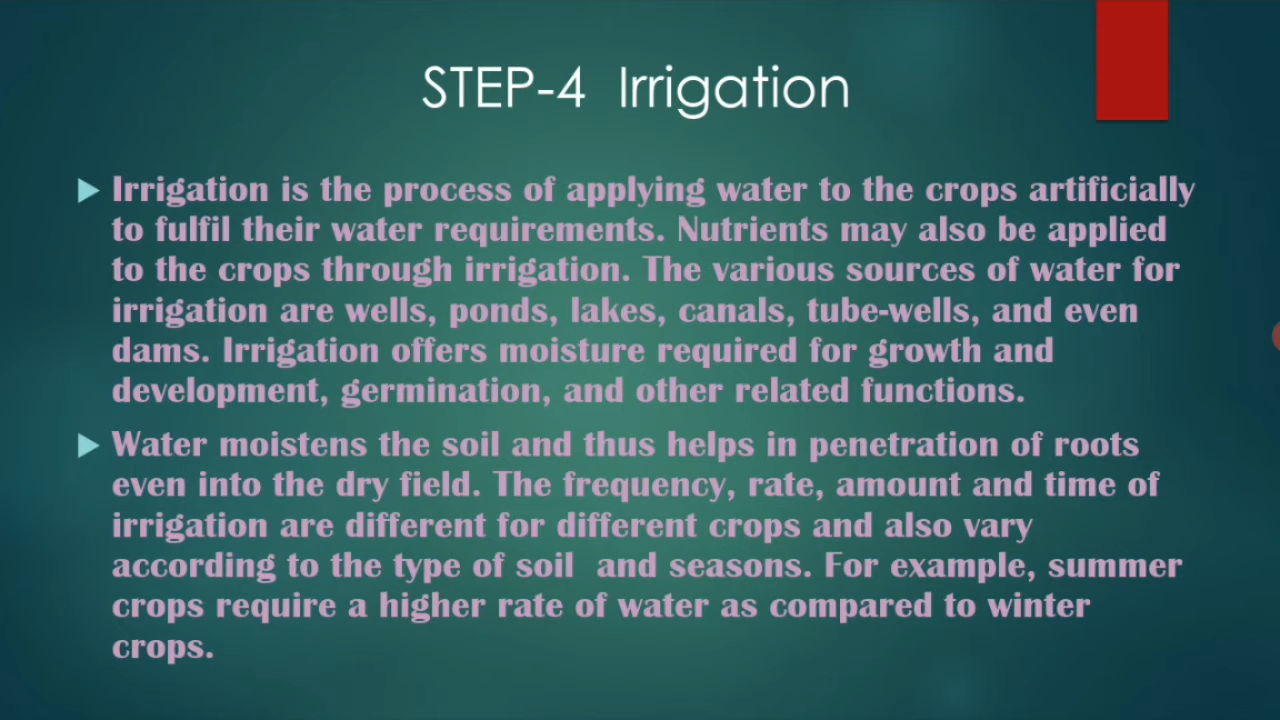 STEP-4 Irrigation
Irrigation is the process of applying water to the crops artificially
to fulfil their water requirements. Nutrients may also be applied
to the crops through irrigation. The various sources of water for
irrigation are wells, ponds, lakes, canals, tube-wells, and even
dams. Irrigation offers moisture required for growth and
development, germination, and other related functions.
Water moistens the soil and thus helps in penetration of roots
even into the dry field. The frequency, rate, amount and time of
irrigation are different for different crops and also vary
according to the type of soil and seasons. For example, summer
crops require a higher rate of water as compared to winter
crops.